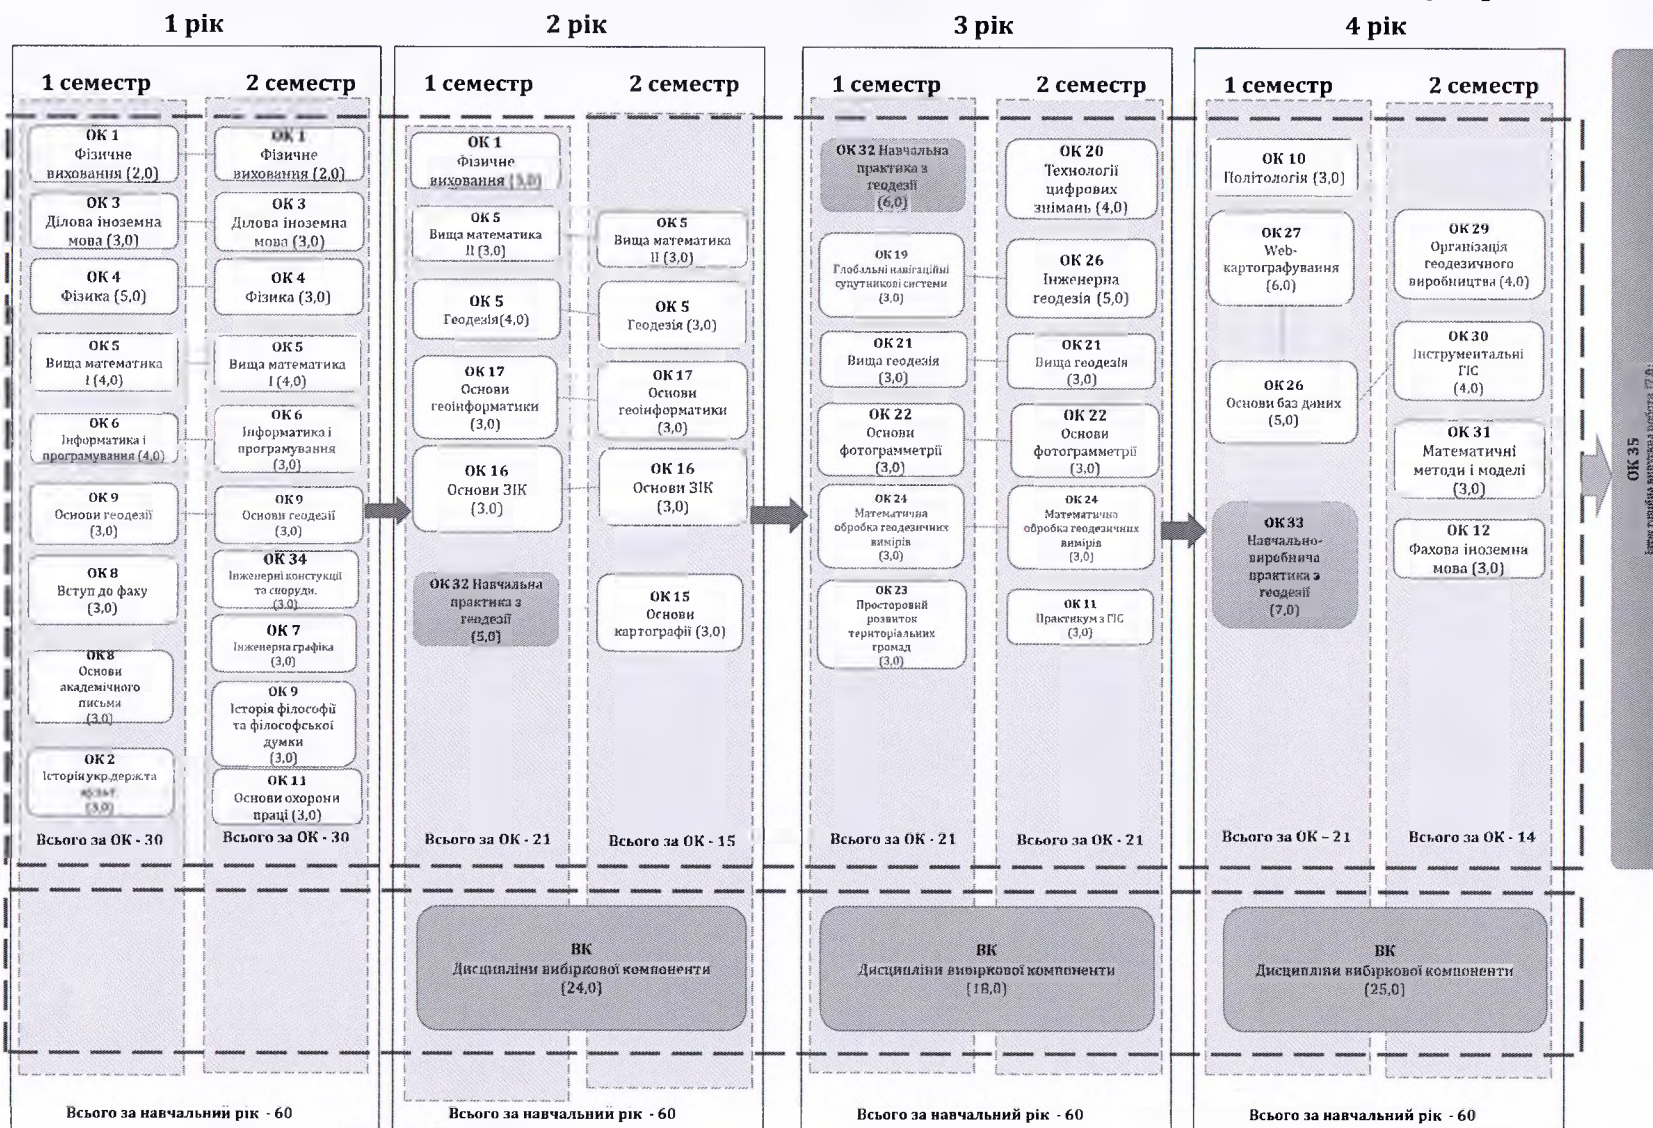 1 рік
2 рік
3 рік
4 рік
1 семестр
2 семестр
1 семестр
2 семестр
1 семестр
2 семестр
1 семестр
2 семестр
ОК 1
Фізичне
виховання (2,0)
ОК 3
Ділова іноземна
мова (3,0)
ОК 4
Фізика (5,0)
ОК 5
Вища математика
І (4,0)
ОК 6
Інформатика і
програмування (4,0)
ОК 9
Основи геодезії
(3,0)
ОК 8
Вступ до фаху
(3,0)
ОК 8
Основи
академічного
письма
(3,0)
ОК 2
Історія укр.держ.та
(3,0)
Всього за ОК - 30
ОК 1
Фізичне
виховання (2,0)
ОК 3
Ділова іноземна
мова (3,0)
ОК 4
Фізика (3,0)
ОК 5
Вища математика
І (4,0)
ОК 6
Інформатика і
програмування
(3,0)
ОК 9
Основи геодезії
(3,0)
ОК 34
Інженерні констукції
та споруди.
(3,0)
ОК 7
Інженерна графіка
(3,0)
ОК 9
Історія філософії
та філософської
думки
(3,0)
ОК 11
Основи охорони
праці (3,0)
Всього за ОК - 30
ОК 1
Фізичне
виховання (3,0)
ОК 5
Вища математика
ІІ (3,0)
ОК 5
Геодезія(4,0)
ОК 17
Основи
геоінформатики
(3,0)
ОК 16
Основи ЗІК
(3,0)
ОК 32 Навчальна
практика з
геодезії
(5,0)
Всього за ОК - 21
ОК 5
Вища математика
ІІ (3,0)
ОК 5
Геодезія (3,0)
ОК 17
Основи
геоінформатики
(3,0)
ОК 16
Основи ЗІК
(3,0)
ОК 15
Основи
картографії (3,0)
Всього за ОК - 15
ОК 32 Навчальна
практика з
геодезії
(6,0)
ОК 19
Глобальні навігаційні
супутникові системи
(3,0)
ОК 21
Вища геодезія
(3,0)
ОК 22
Основи
фотограмметрії
(3,0)
ОК 24
Математична
обробка геодезичних
вимірів
(3,0)
ОК 23
Просторовий
розвиток
територіальних
громад
(3,0)
Всього за ОК - 21
ОК 20
Технології
цифрових
знімань (4,0)
ОК 26
Інженерна
геодезія (5,0)
ОК 21
Вища геодезія
(3,0)
ОК 22
Основи
фотограмметрії
(3,0)
ОК 24
Математична
обробка геодезичних
вимірів
(3,0)
ОК 11
Практикум з ГІС
(3,0)
Всього за ОК - 21
ОК 10
Політологія (3,0)
ОК 27
Web-
картографування
(6,0)
ОК 26
Основи баз даних
(5,0)
ОК 33
Навчально-
виробнича
практика з
геодезії
(7,0)
Всього за ОК – 21
ОК 29
Організація
геодезичного
виробництва (4,0)
ОК 30
Інструментальні
ГІС
(4,0)
ОК 31
Математичні
методи і моделі
(3,0)
ОК 12
Фахова іноземна
мова (3,0)
Всього за ОК - 14
ОК 35
ВК
Дисципліни вибіркової компоненти
(24,0)
ВК
Дисципліни вибіркової компоненти
(18,0)
ВК
Дисципліни вибіркової компоненти
(25,0)
Всього за навчальний рік - 60
Всього за навчальний рік - 60
Всього за навчальний рік - 60
Всього за навчальний рік - 60